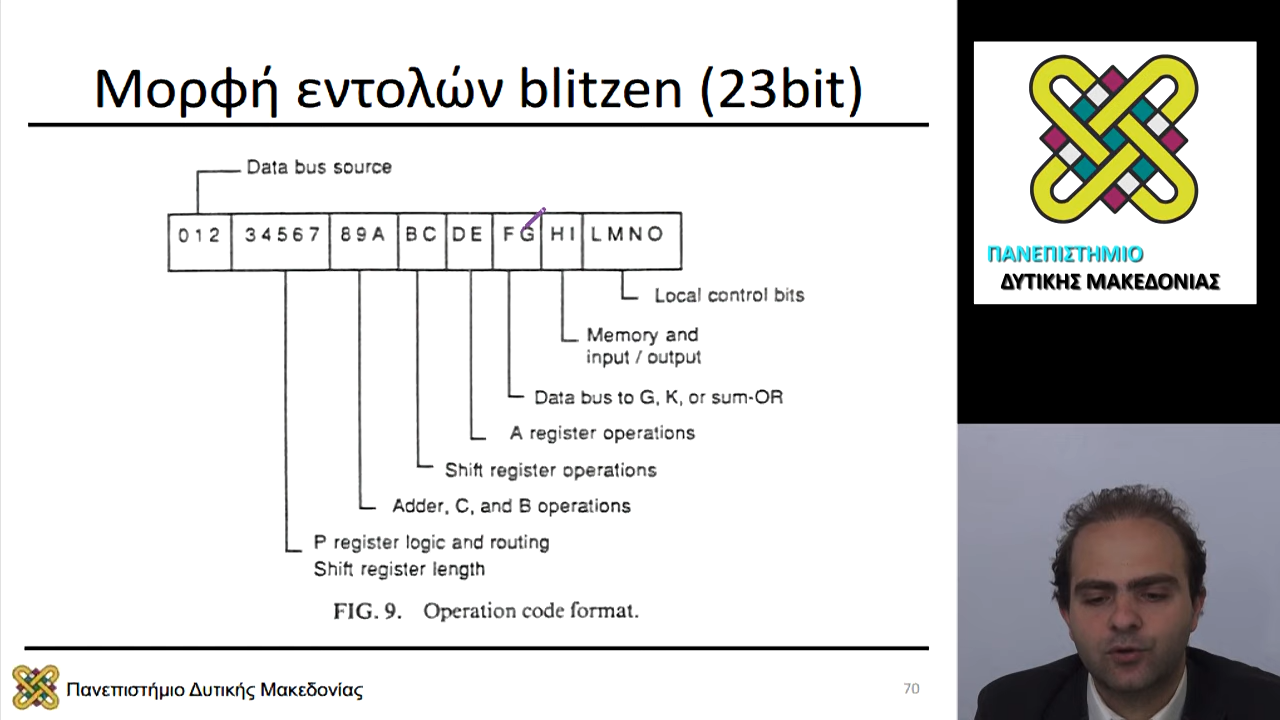 Μορφή εντολών blitzen (23bit)
Data bus source
0 1 2 3 4 5 6 7 8 9 A B C D E F G H I L M N O
Local control bits
Memory and
input / output
Data bus to G, K, or sum-OR
A register operations
Shift register operations
Adder, C, and B operations
P register logic and routing
Shift register length
FIG. 9. Operation code format.
Πανεπιστήμιο Δυτικής Μακεδονίας
70
ΠΑΝΕΠΙΣΤΗΜΙΟ
ΔΥΤΙΚΗΣ ΜΑΚΕΔΟΝΙΑΣ